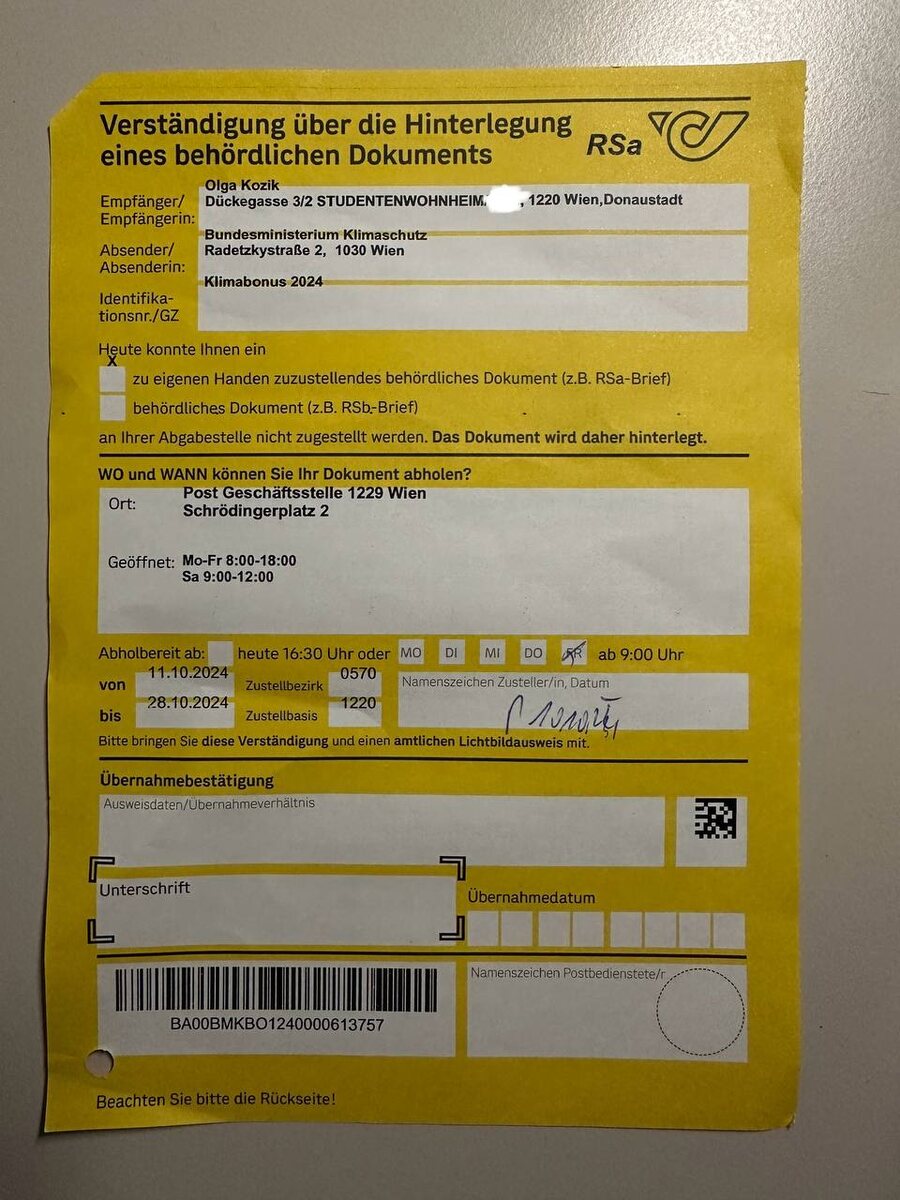 Verständigung über die Hinterlegung
eines behördlichen Dokuments
RSa
Empfänger/
Empfängerin:
Olga Kozik
Dückegasse 3/2 STUDENTENWOHNHEIM, , 1220 Wien,Donaustadt
Absender/
Absenderin:
Bundesministerium Klimaschutz
Radetzkystraße 2, 1030 Wien
Identifika-
tionsnr./GZ
Klimabonus 2024
Heute konnte Ihnen ein
X
zu eigenen Handen zuzustellendes behördliches Dokument (z.B. RSa-Brief)
behördliches Dokument (z.B. RSb-Brief)
an Ihrer Abgabestelle nicht zugestellt werden. Das Dokument wird daher hinterlegt.
WO und WANN können Sie Ihr Dokument abholen?
Ort: Post Geschäftsstelle 1229 Wien
Schrödingerplatz 2
Geöffnet: Mo-Fr 8:00-18:00
Sa 9:00-12:00
Abholbereit ab: heute 16:30 Uhr oder MO DI MI DO FR ab 9:00 Uhr
von 11.10.2024 Zustellbezirk 0570
bis 28.10.2024 Zustellbasis 1220
Namenszeichen Zusteller/in, Datum
Bitte bringen Sie diese Verständigung und einen amtlichen Lichtbildausweis mit.
Übernahmebestätigung
Ausweisdaten/Übernahmeverhältnis
Unterschrift
Übernahmedatum
BA00BMKBO1240000613757
Namenszeichen Postbedienstete/r
Beachten Sie bitte die Rückseite!